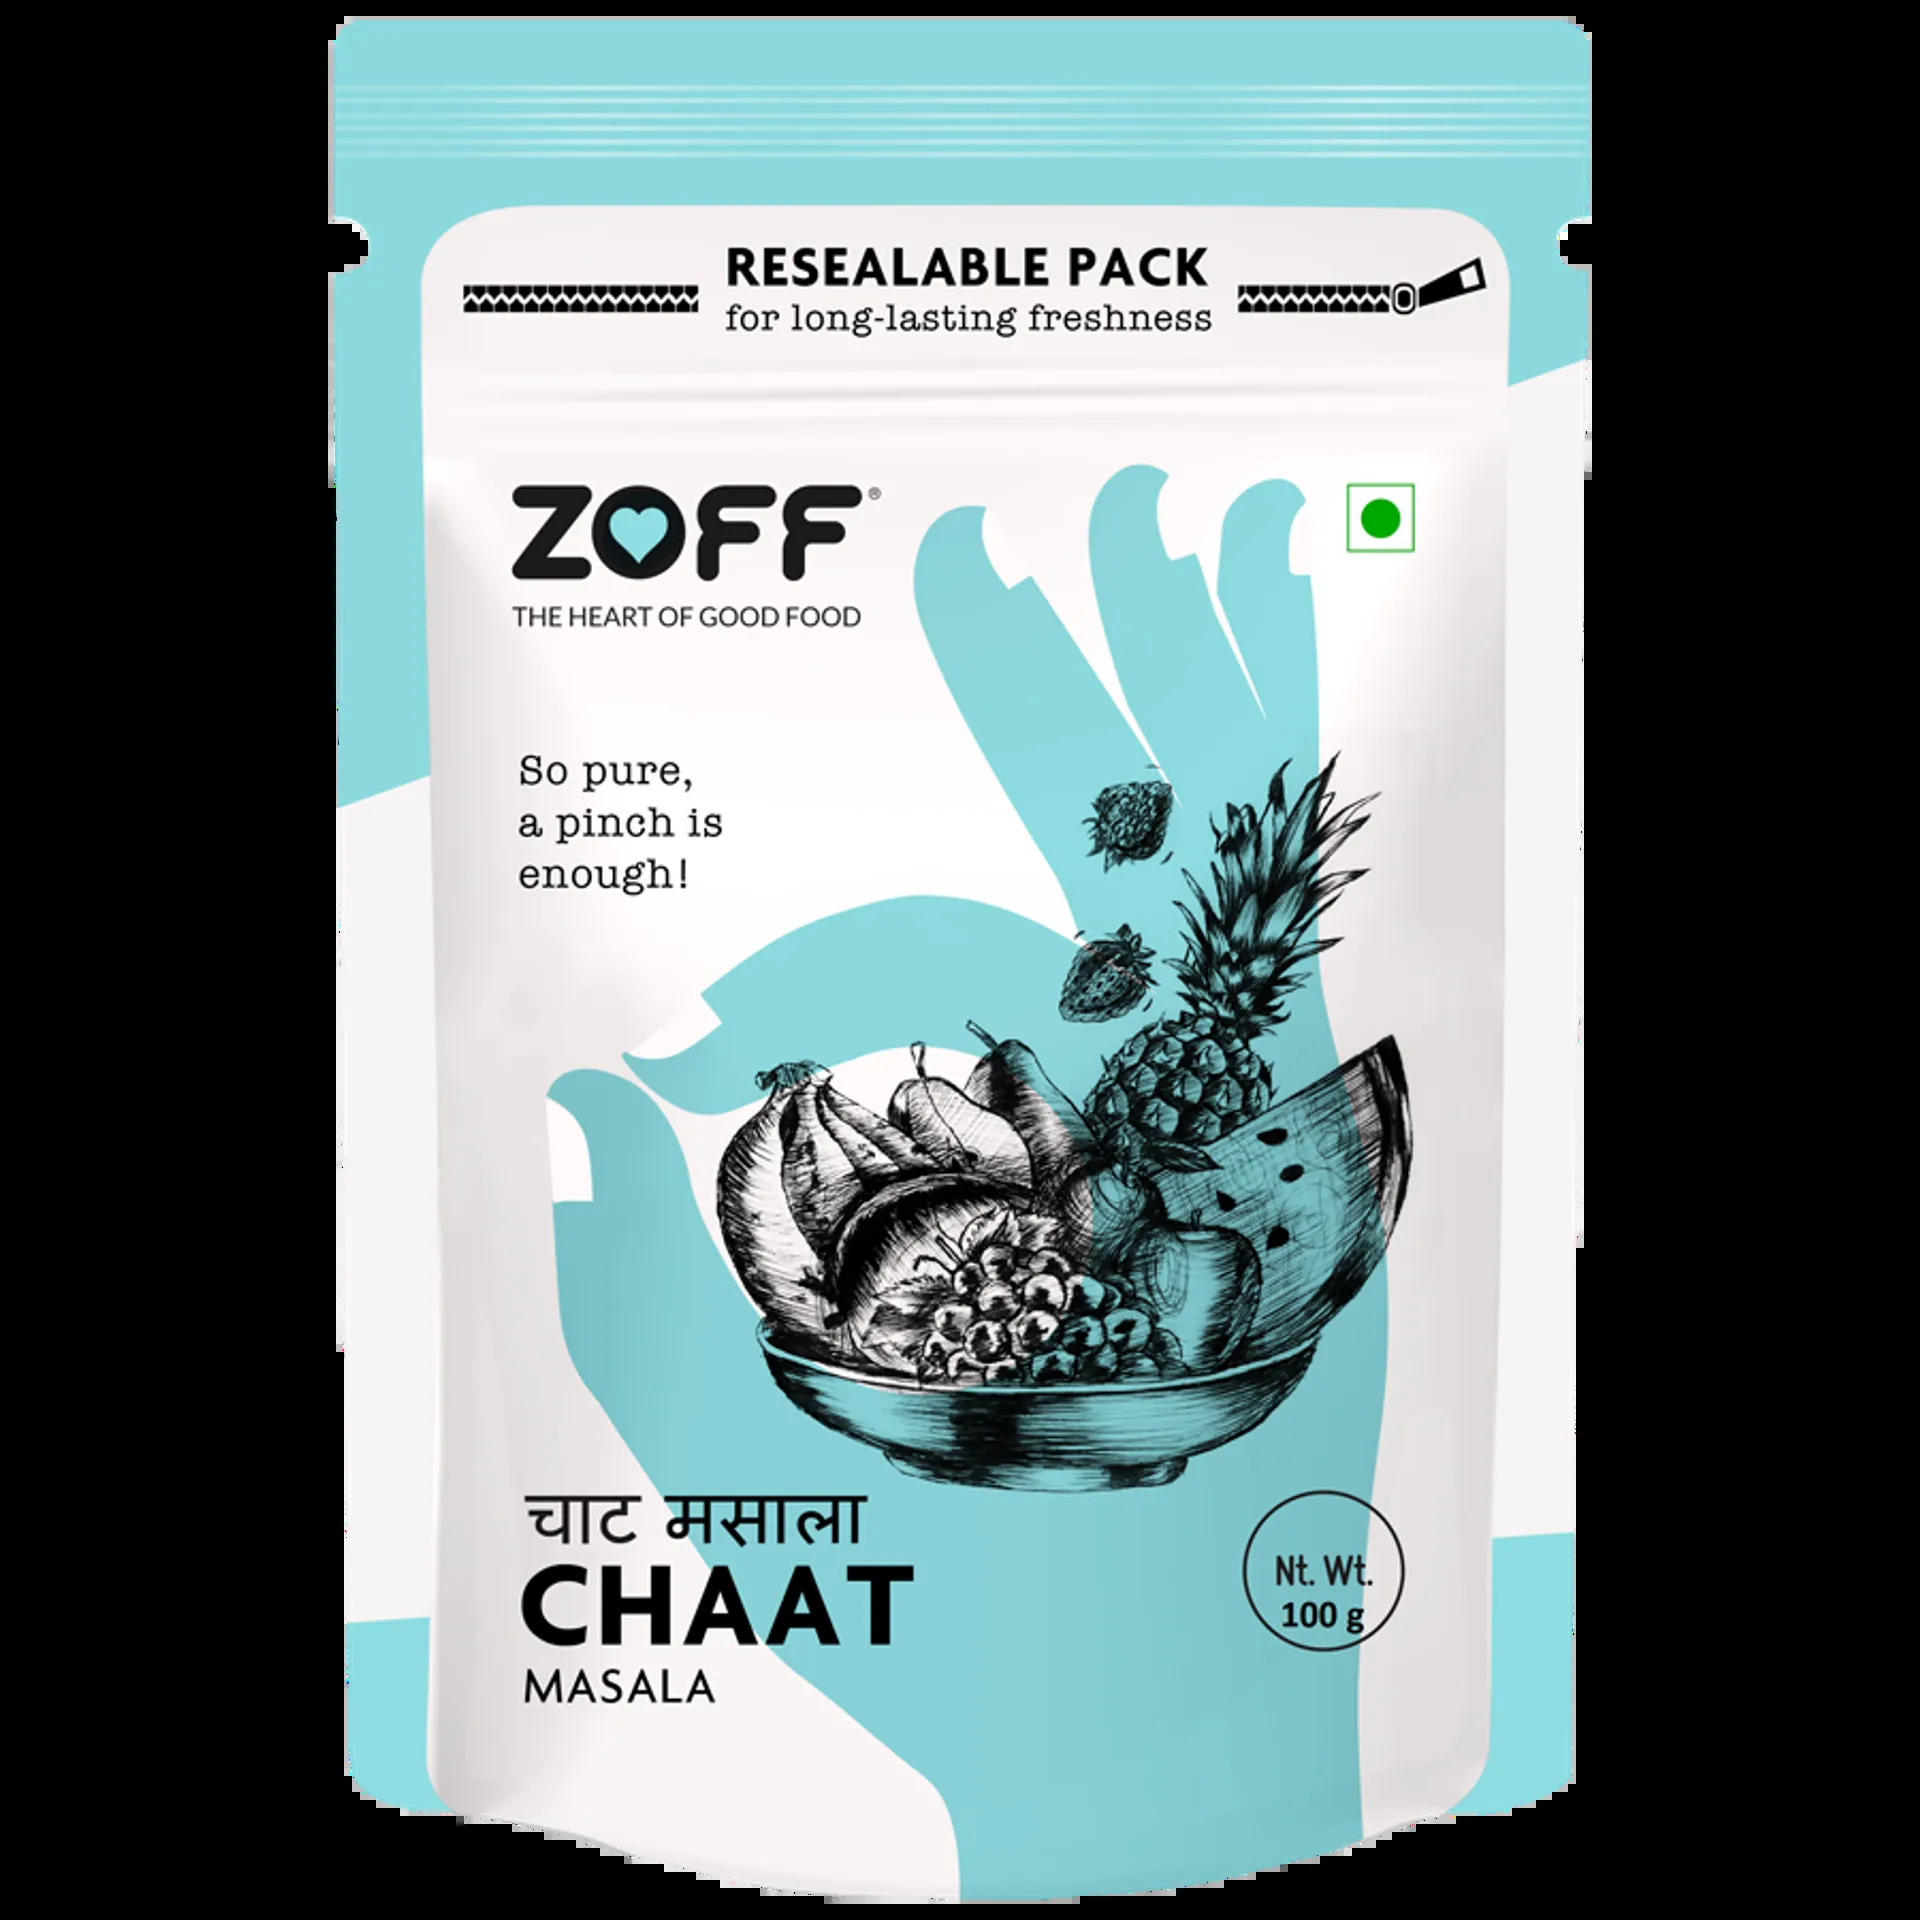 RESEALABLE PACK
for long-lasting freshness
ZOFF®
THE HEART OF GOOD FOOD
So pure,
a pinch is
enough!
चाट मसाला
CHAAT
MASALA
Nt. Wt.
100 g